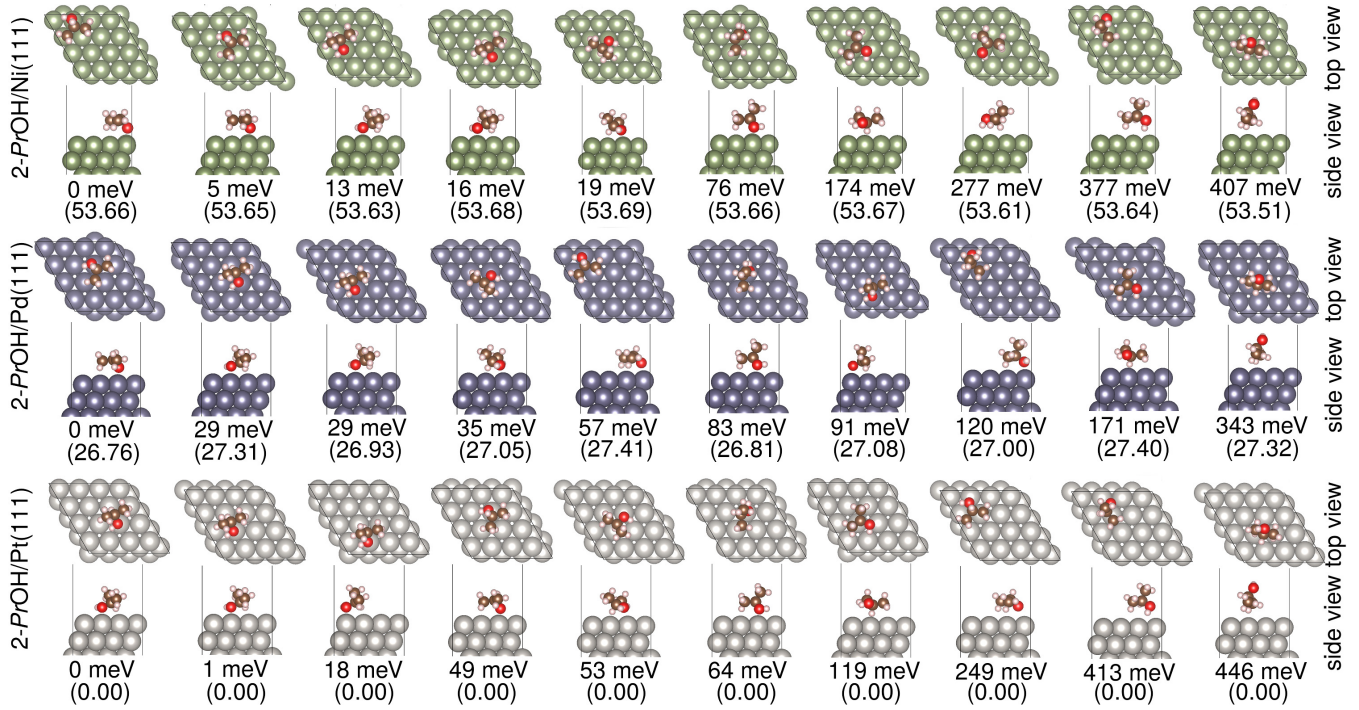 2-PrOH/Ni(111)
top view
side view
0 meV 5 meV 13 meV 16 meV 19 meV 76 meV 174 meV 277 meV 377 meV 407 meV
(53.66) (53.65) (53.63) (53.68) (53.69) (53.66) (53.67) (53.61) (53.64) (53.51)
2-PrOH/Pd(111)
top view
side view
0 meV 29 meV 29 meV 35 meV 57 meV 83 meV 91 meV 120 meV 171 meV 343 meV
(26.76) (27.31) (26.93) (27.05) (27.41) (26.81) (27.08) (27.00) (27.40) (27.32)
2-PrOH/Pt(111)
top view
side view
0 meV 1 meV 18 meV 49 meV 53 meV 64 meV 119 meV 249 meV 413 meV 446 meV
(0.00) (0.00) (0.00) (0.00) (0.00) (0.00) (0.00) (0.00) (0.00) (0.00)